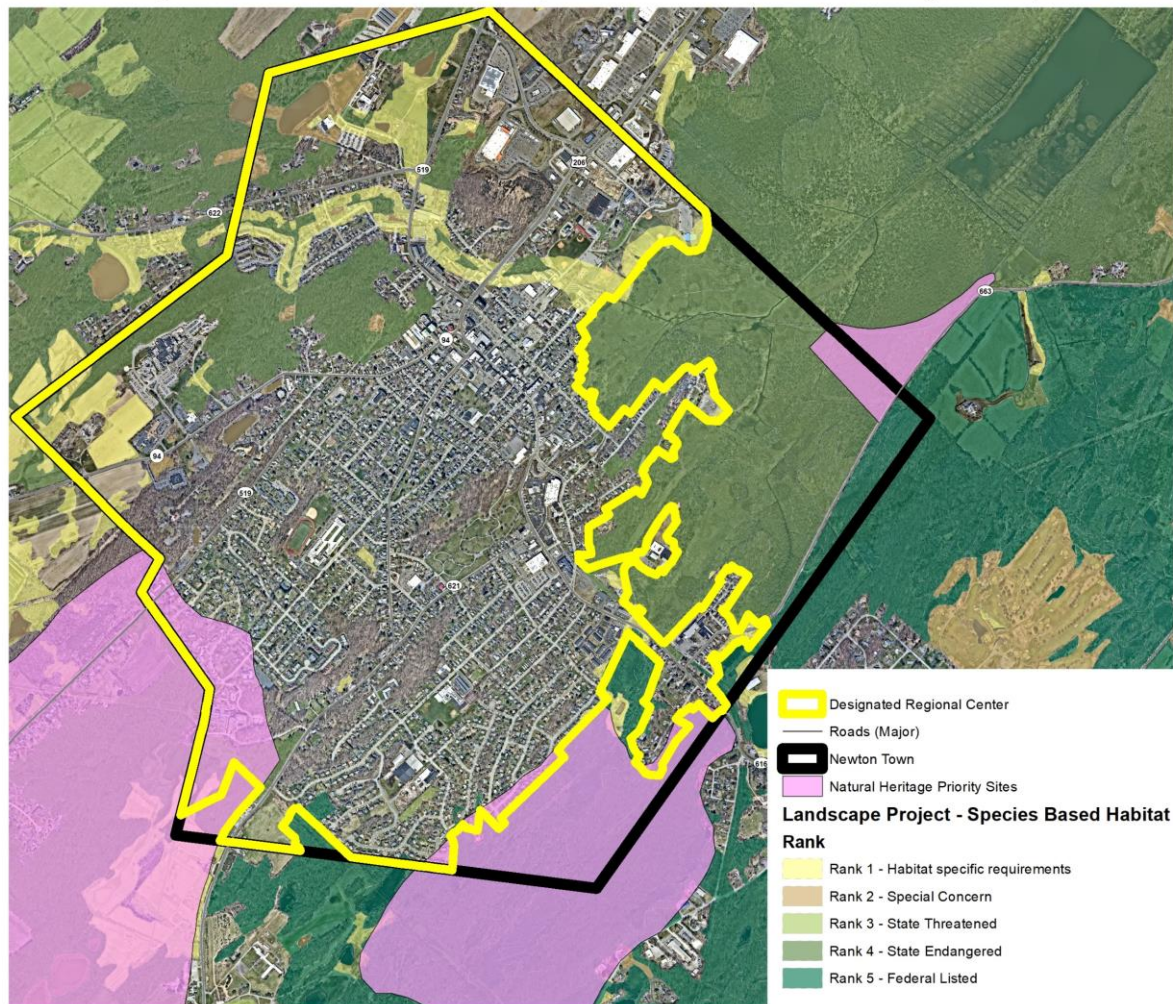 206
519
622
94
663
94
519
621
616
Designated Regional Center
Roads (Major)
Newton Town
Natural Heritage Priority Sites
Landscape Project - Species Based Habitat
Rank
Rank 1 - Habitat specific requirements
Rank 2 - Special Concern
Rank 3 - State Threatened
Rank 4 - State Endangered
Rank 5 - Federal Listed